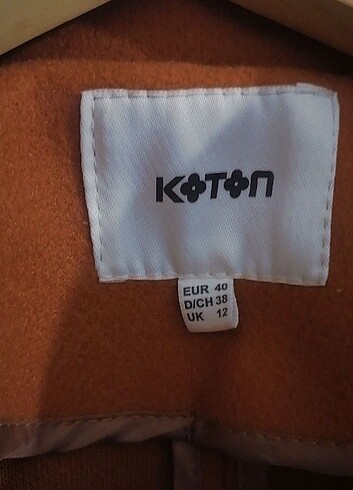 KOTON
EUR 40
D/CH 38
UK 12